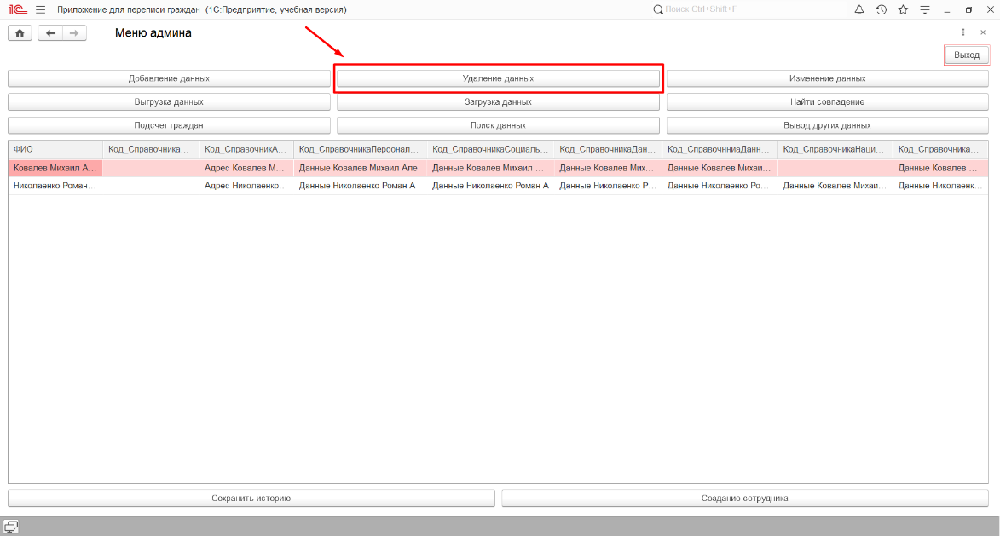 1С Приложение для переписи граждан (1С:Предприятие, учебная версия) Поиск Ctrl+Shift+F
Меню админа
Выход
Добавление данных Удаление данных Изменение данных
Выгрузка данных Загрузка данных Найти совпадение
Подсчет граждан Поиск данных Вывод других данных
ФИО Код_Справочника... Код_СправочникА... Код_СправочникаПерсонал... Код_СправочникаСоциаль... Код_СправочникаДан... Код_СправочнниаДанн... Код_СправочникаНаци... Код_Справочника...
Ковалев Михаил А... Адрес Ковалев М... Данные Ковалев Михаил Але Данные Ковалев Михаил ... Данные Ковалев Мих... Данные Ковалев Михаи... Данные Ковалев ...
Николаенко Роман... Адрес Николаенко... Данные Николаенко Роман А Данные Николаенко Роман А Данные Николаенко Р... Данные Николаенко Ро... Данные Ковалев Михаи... Данные Николаенк...
Сохранить историю Создание сотрудника